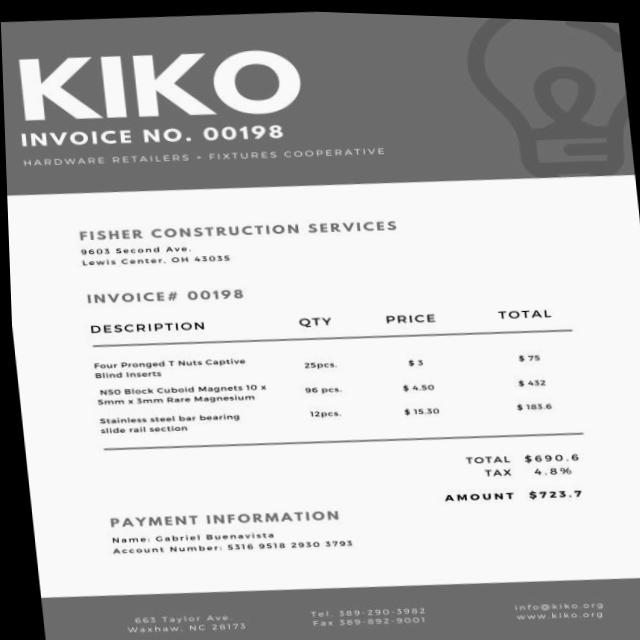 KIKO
INVOICE NO. 00198
HARDWARE RETAILERS • FIXTURES COOPERATIVE
FISHER CONSTRUCTION SERVICES
9603 Second Ave.
Lewis Center, OH 43035
INVOICE# 00198
DESCRIPTION QTY PRICE TOTAL
Four Pronged T Nuts Captive
Blind Inserts 25pcs. $ 3 $ 75
N50 Block Cuboid Magnets 10 x
5mm x 3mm Rare Magnesium 96 pcs. $ 4.50 $ 432
Stainless steel bar bearing
slide rail section 12pcs. $ 15.30 $ 183.6
TOTAL $690.6
TAX 4.8%
AMOUNT $723.7
PAYMENT INFORMATION
Name: Gabriel Buenavista
Account Number: 5316 9518 2930 3793
663 Taylor Ave.
Waxhaw, NC 28173
Tel. 389-290-3982
Fax 389-892-9001
info@kiko.org
www.kiko.org